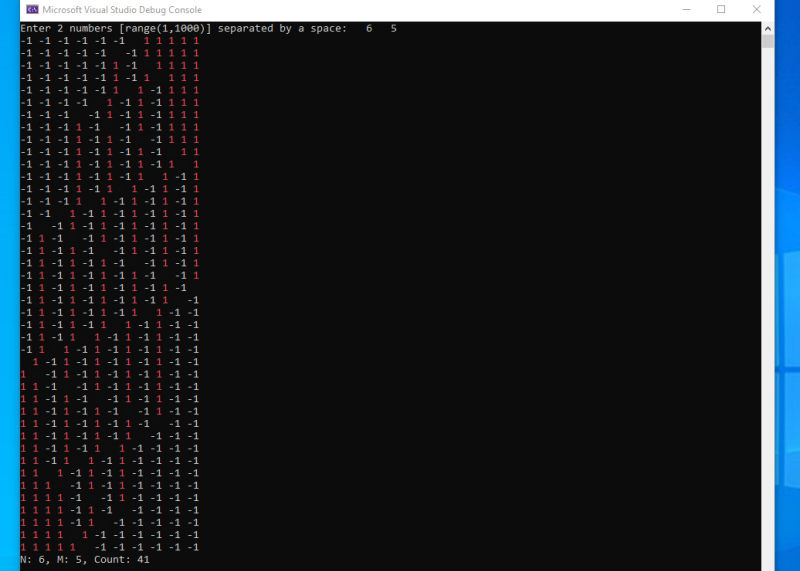 Microsoft Visual Studio Debug Console
Enter 2 numbers [range(1,1000)] separated by a space:   6   5
-1 -1 -1 -1 -1 -1   1 1 1 1 1
-1 -1 -1 -1 -1   -1 1 1 1 1 1
-1 -1 -1 -1 -1 1 -1   1 1 1 1
-1 -1 -1 -1 -1 1 -1 1   1 1 1
-1 -1 -1 -1 -1 1   1 -1 1 1 1
-1 -1 -1 -1   1 -1 1 -1 1 1 1
-1 -1 -1   -1 1 -1 1 -1 1 1 1
-1 -1 -1 1 -1   -1 1 -1 1 1 1
-1 -1 -1 1 -1 1 -1   -1 1 1 1
-1 -1 -1 1 -1 1 -1 1 -1   1 1
-1 -1 -1 1 -1 1 -1 1 -1 1   1
-1 -1 -1 1 -1 1 -1 1   1 -1 1
-1 -1 -1 1 -1 1   1 -1 1 -1 1
-1 -1 -1 1   1 -1 1 -1 1 -1 1
-1 -1   1 -1 1 -1 1 -1 1 -1 1
-1   -1 1 -1 1 -1 1 -1 1 -1 1
-1 1 -1   -1 1 -1 1 -1 1 -1 1
-1 1 -1 1 -1   -1 1 -1 1 -1 1
-1 1 -1 1 -1 1 -1   -1 1 -1 1
-1 1 -1 1 -1 1 -1 1 -1   -1 1
-1 1 -1 1 -1 1 -1 1 -1 1 -1
-1 1 -1 1 -1 1 -1 1 -1 1   -1
-1 1 -1 1 -1 1 -1 1   1 -1 -1
-1 1 -1 1 -1 1   1 -1 1 -1 -1
-1 1 -1 1   1 -1 1 -1 1 -1 -1
-1 1   1 -1 1 -1 1 -1 1 -1 -1
  1 -1 1 -1 1 -1 1 -1 1 -1 -1
1   -1 1 -1 1 -1 1 -1 1 -1 -1
1 1 -1   -1 1 -1 1 -1 1 -1 -1
1 1 -1 1 -1   -1 1 -1 1 -1 -1
1 1 -1 1 -1 1 -1   -1 1 -1 -1
1 1 -1 1 -1 1 -1 1 -1   -1 -1
1 1 -1 1 -1 1 -1 1   -1 -1 -1
1 1 -1 1 -1 1   1 -1 -1 -1 -1
1 1 -1 1   1 -1 1 -1 -1 -1 -1
1 1   1 -1 1 -1 1 -1 -1 -1 -1
1 1 1   -1 1 -1 1 -1 -1 -1 -1
1 1 1 1 -1   -1 1 -1 -1 -1 -1
1 1 1 1 -1 1 -1   -1 -1 -1 -1
1 1 1 1 -1 1   -1 -1 -1 -1 -1
1 1 1 1   1 -1 -1 -1 -1 -1 -1
1 1 1 1 1   -1 -1 -1 -1 -1 -1
N: 6, M: 5, Count: 41